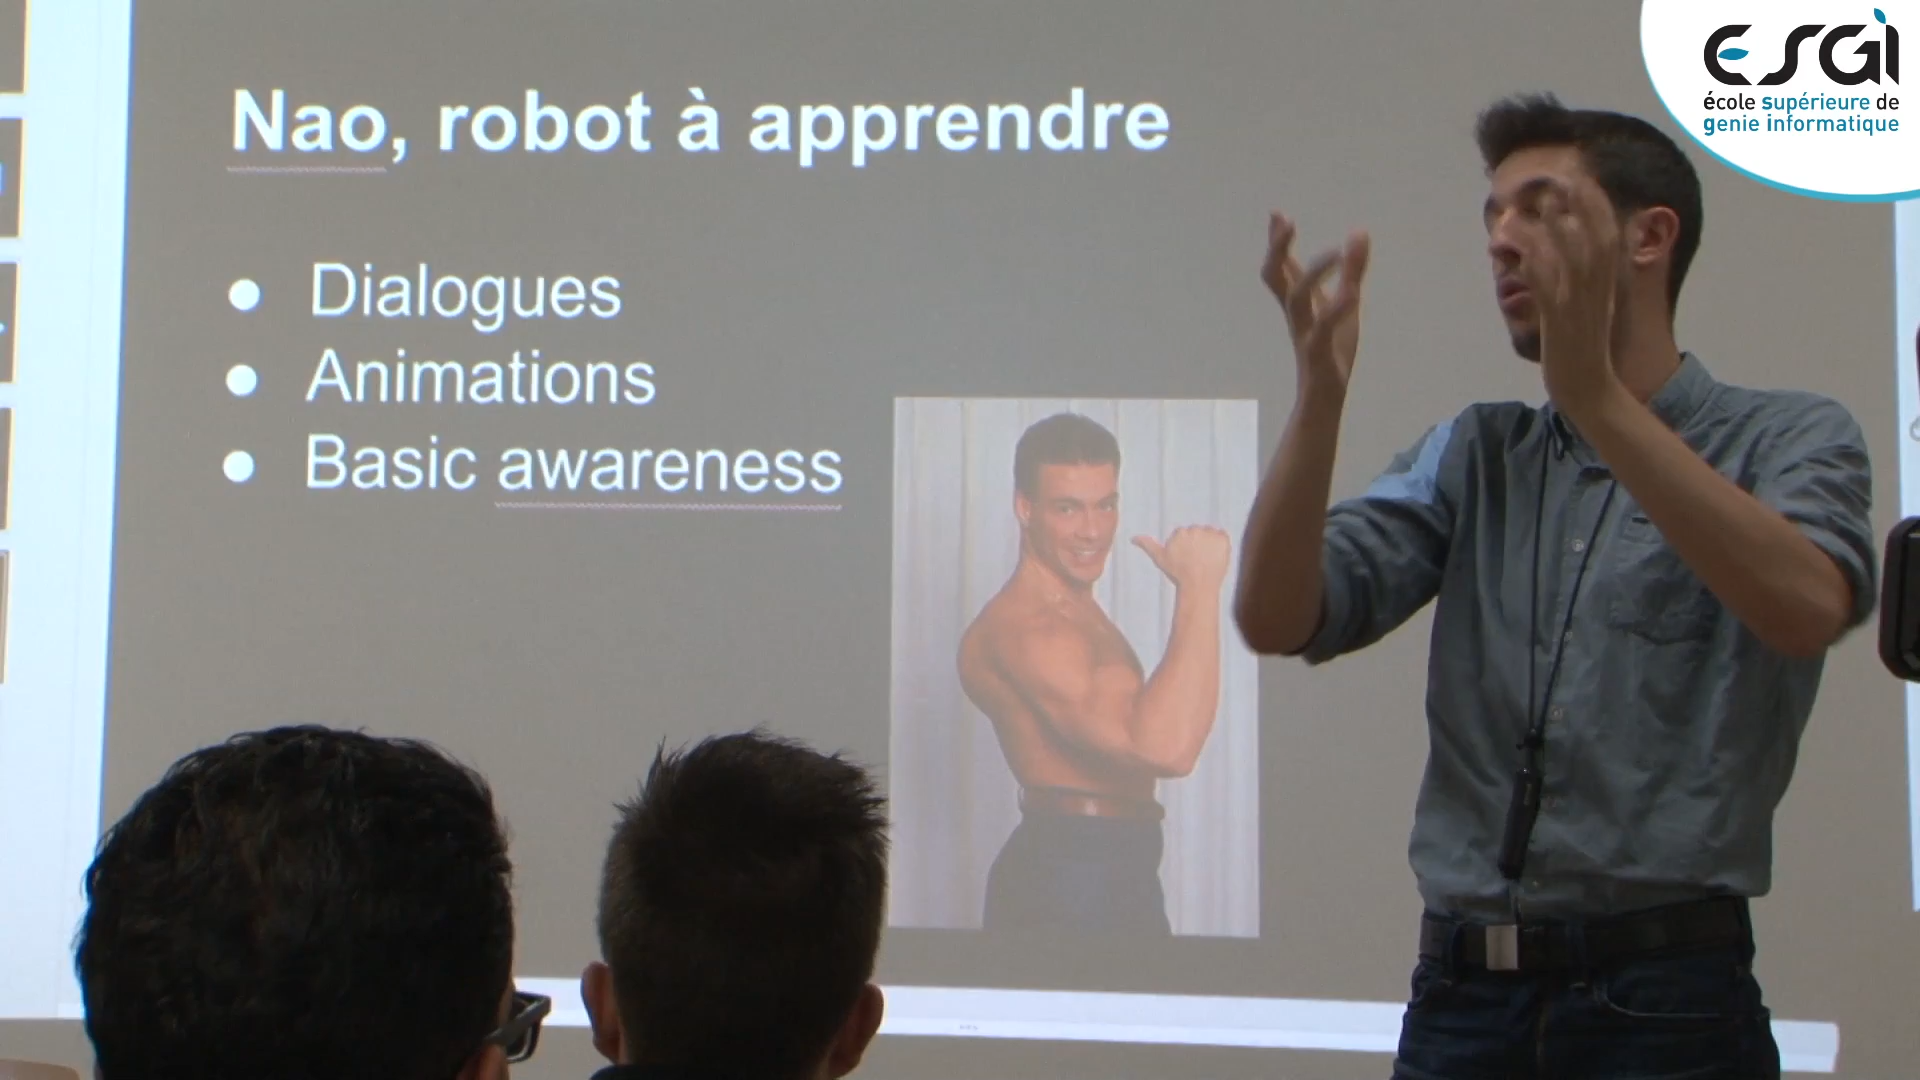 Nao, robot à apprendre
● Dialogues
● Animations
● Basic awareness
ESGI
école supérieure de
genie informatique